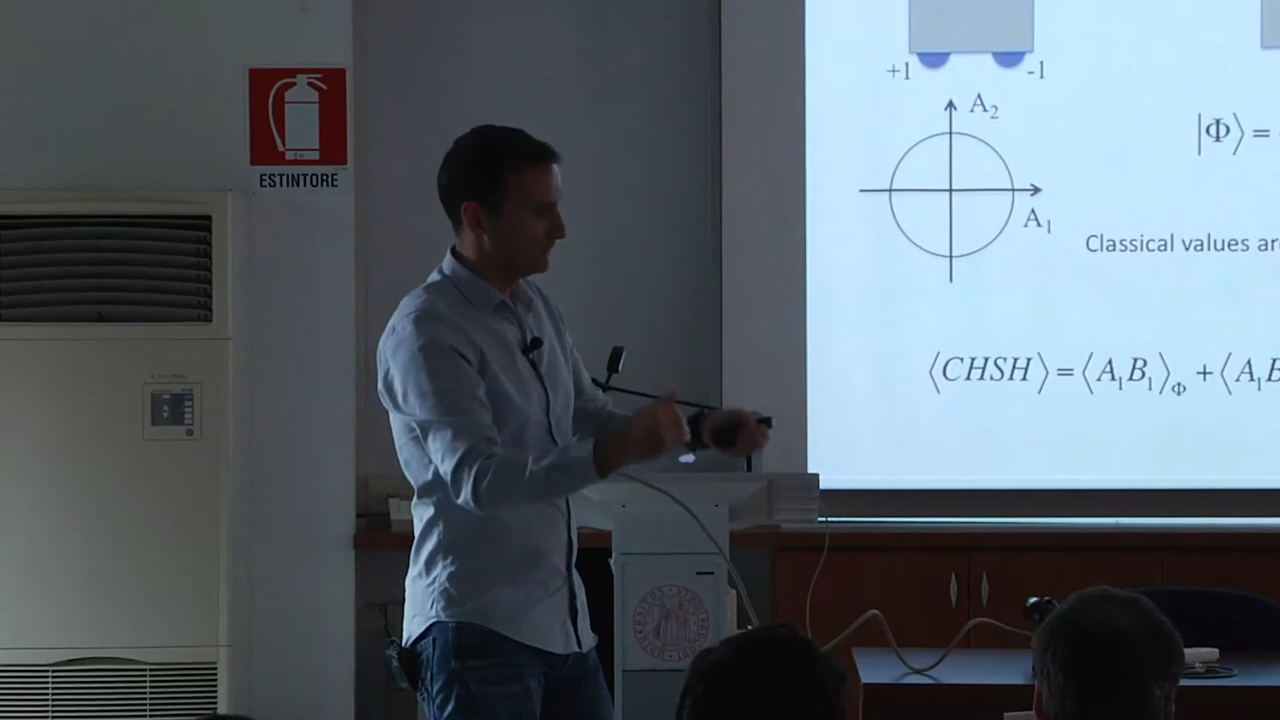 ESTINTORE
+1 -1
A₂
|Φ⟩=
A₁
Classical values ar
⟨CHSH⟩=⟨A₁B₁⟩Φ+⟨A₁B